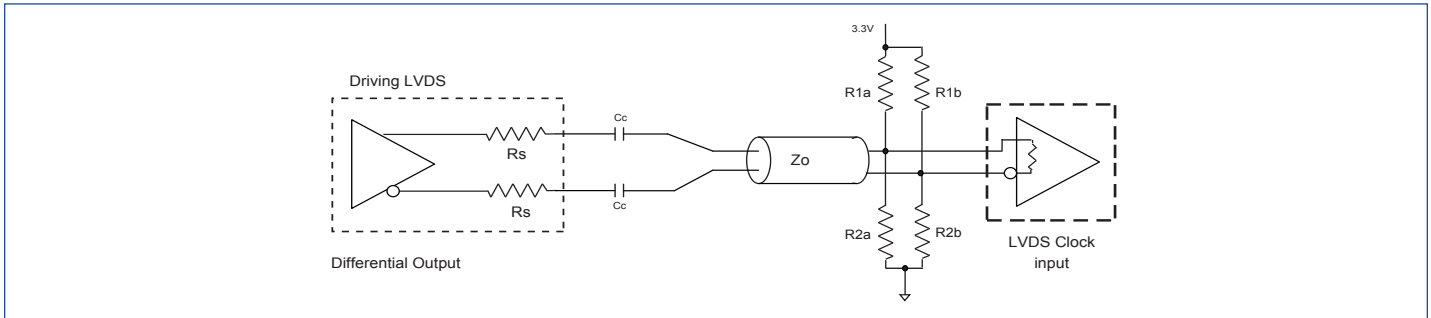 3.3V
Driving LVDS
R1a
R1b
Cc
Rs
Zo
Rs
Cc
R2a
R2b
LVDS Clock
input
Differential Output